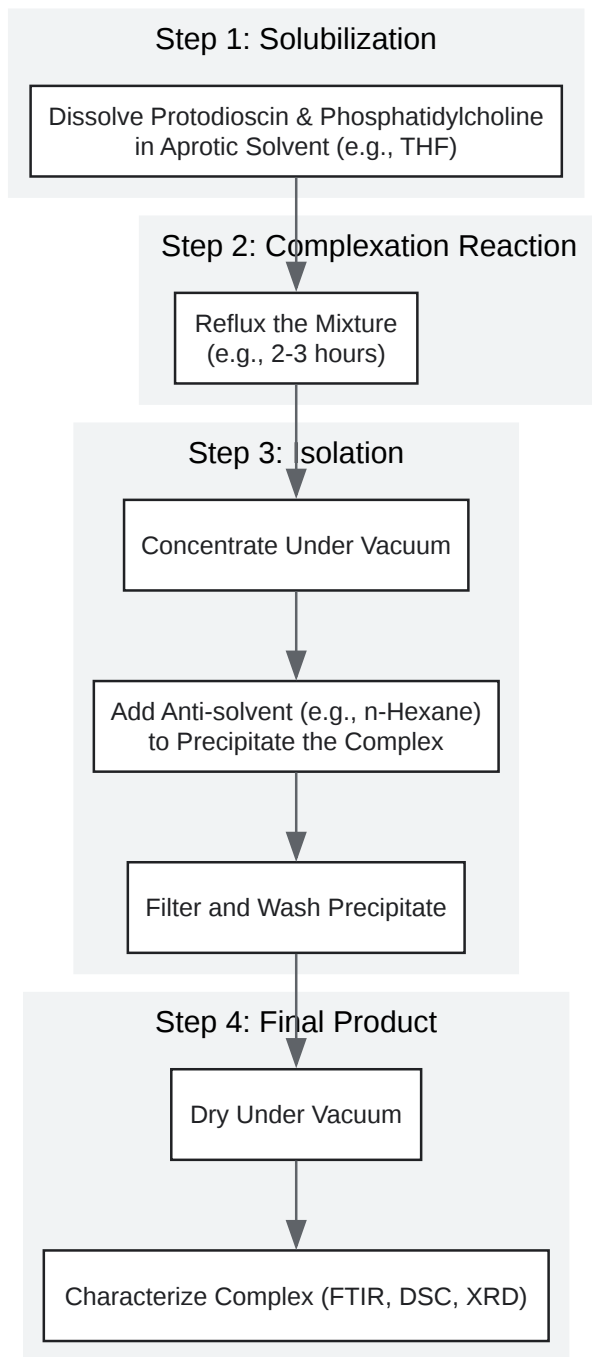 Step 1: Solubilization
Dissolve Protodioscin & Phosphatidylcholine
in Aprotic Solvent (e.g., THF)
Step 2: Complexation Reaction
Reflux the Mixture
(e.g., 2-3 hours)
Step 3: Isolation
Concentrate Under Vacuum
Add Anti-solvent (e.g., n-Hexane)
to Precipitate the Complex
Filter and Wash Precipitate
Step 4: Final Product
Dry Under Vacuum
Characterize Complex (FTIR, DSC, XRD)